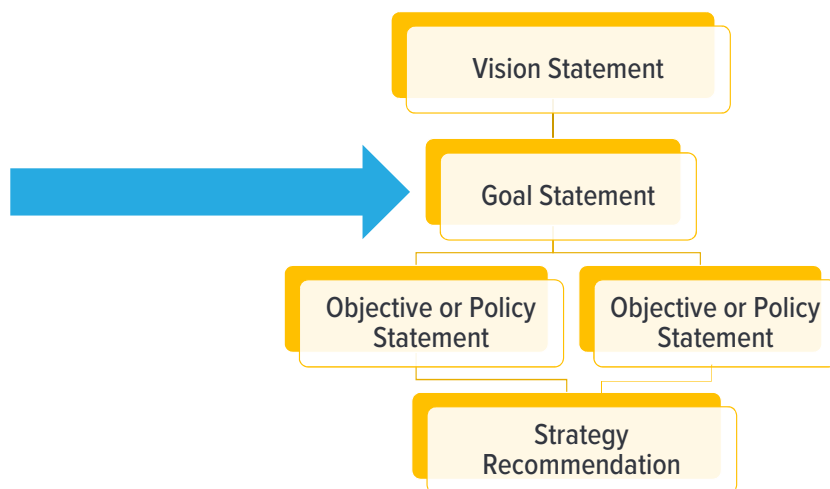 Vision Statement
Goal Statement
Objective or Policy
Statement
Objective or Policy
Statement
Strategy
Recommendation